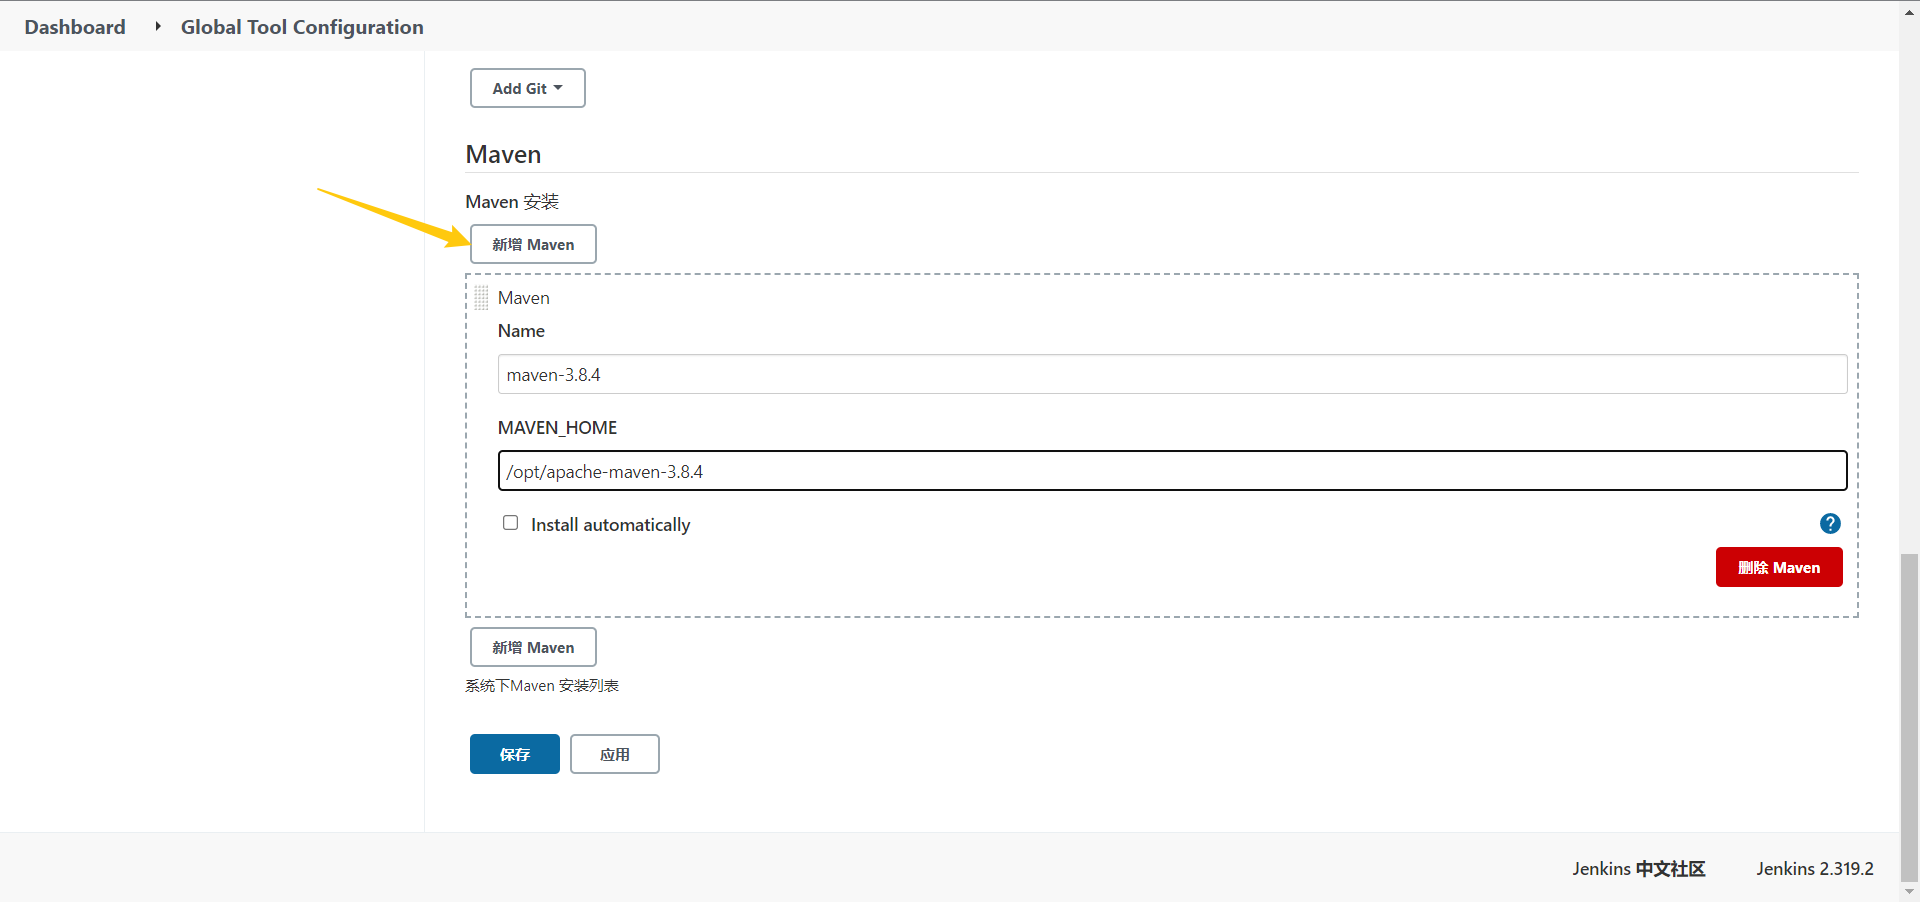 Dashboard Global Tool Configuration
Add Git
Maven
Maven 安装
新增 Maven
Maven
Name
maven-3.8.4
MAVEN_HOME
/opt/apache-maven-3.8.4
Install automatically
?
删除 Maven
新增 Maven
系统下Maven 安装列表
保存 应用
Jenkins 中文社区 Jenkins 2.319.2